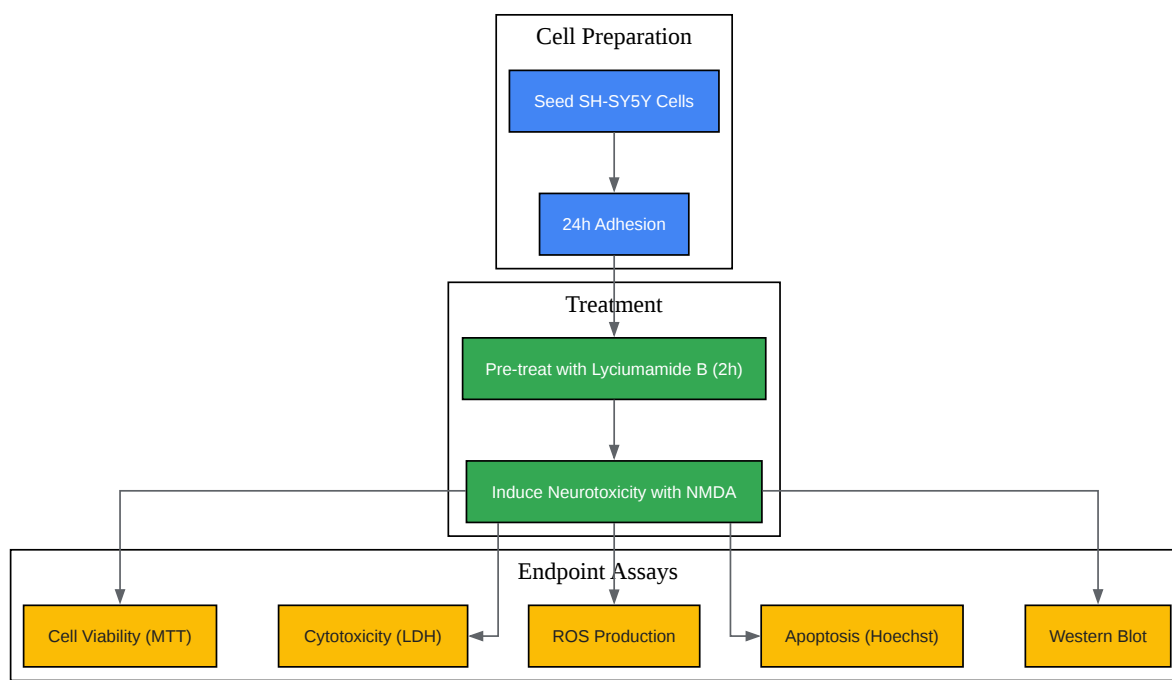 Cell Preparation
Seed SH-SY5Y Cells
24h Adhesion
Treatment
Pre-treat with Lyciumamide B (2h)
Induce Neurotoxicity with NMDA
Endpoint Assays
Cell Viability (MTT)
Cytotoxicity (LDH)
ROS Production
Apoptosis (Hoechst)
Western Blot